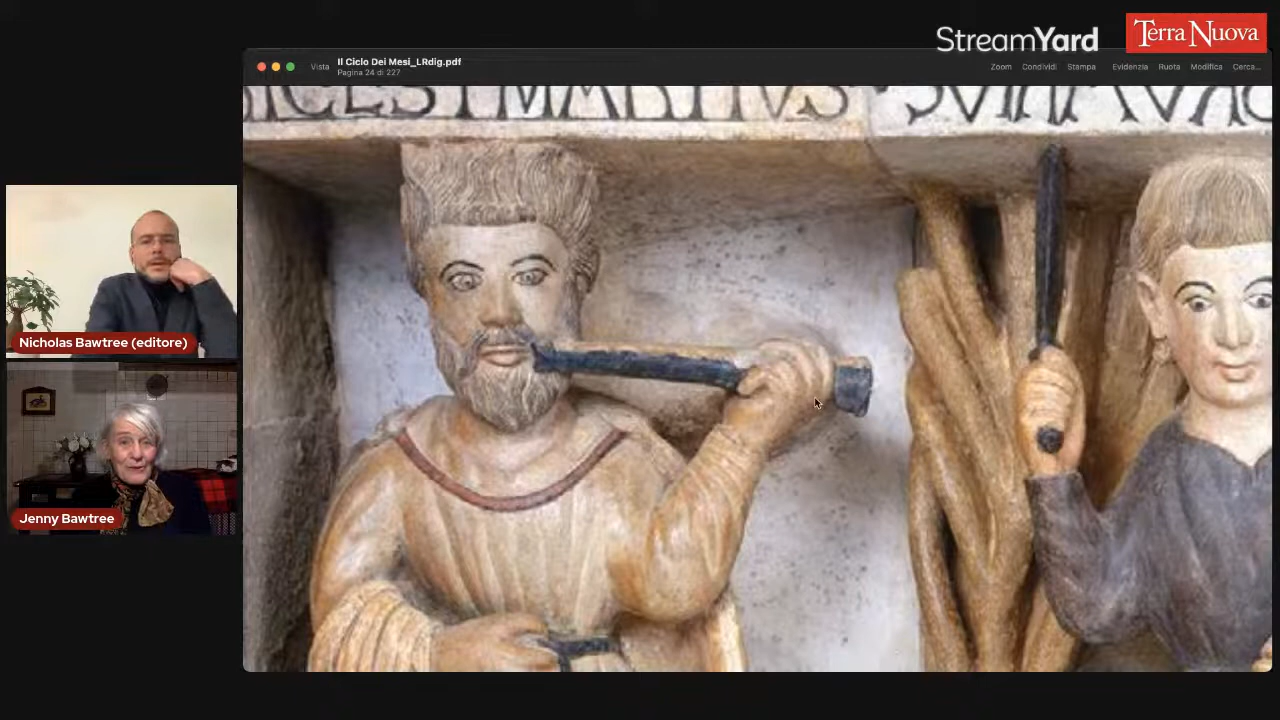 StreamYard
Terra Nuova
Vista
Il Ciclo Dei Mesi_LRdig.pdf
Pagina 24 di 227
Zoom Condividi Stampa Evidenzia Ruota Modifica Cerca...
Nicholas Bawtree (editore)
Jenny Bawtree